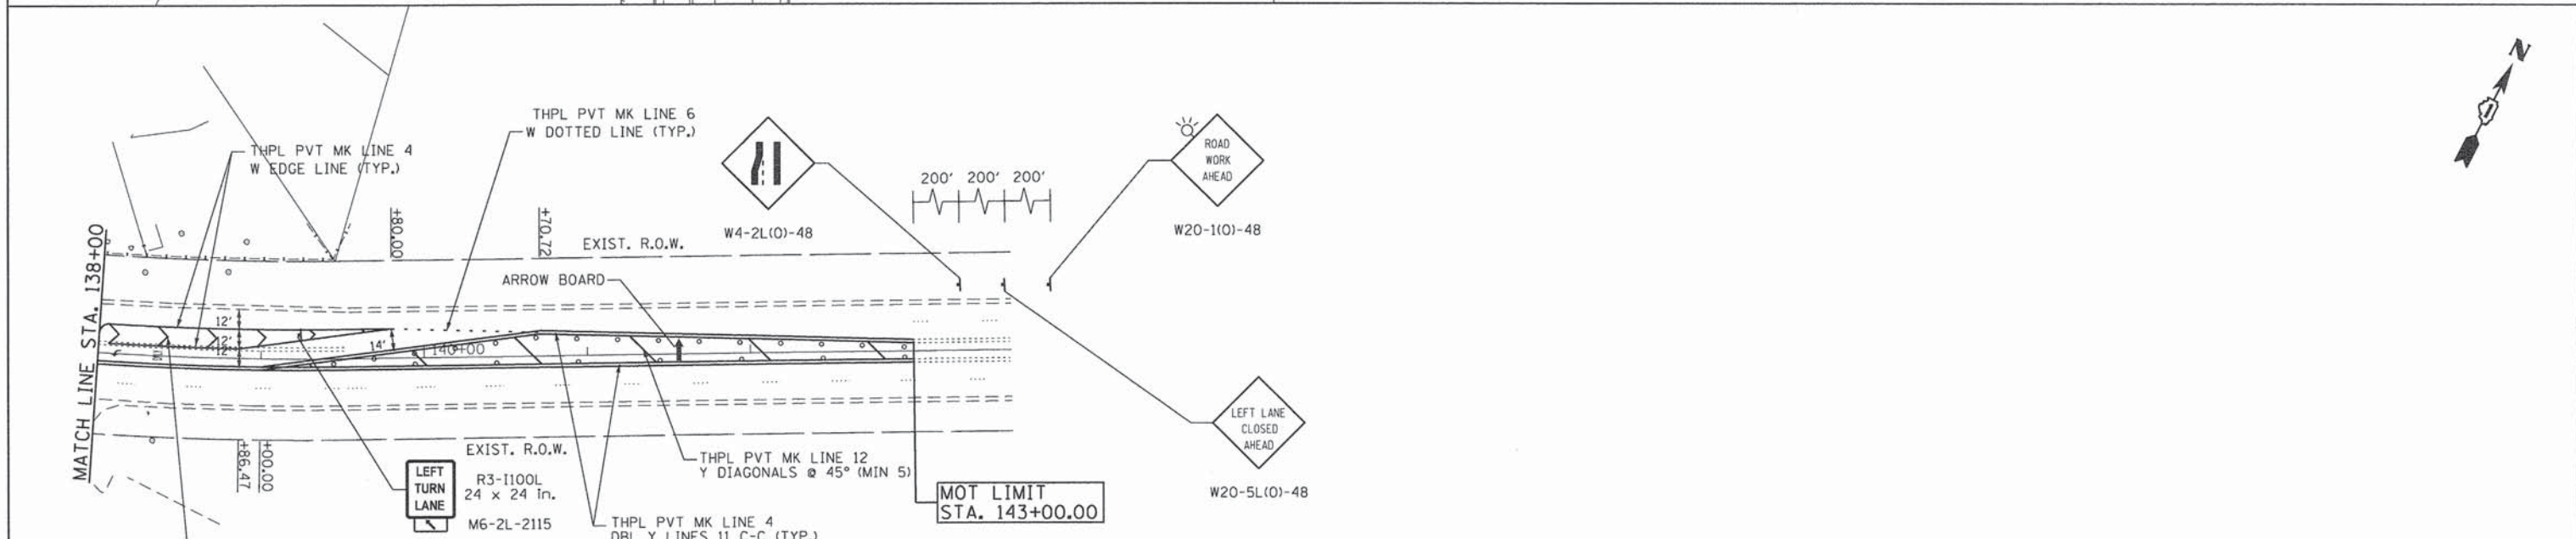 N
THPL PVT MK LINE 6
W DOTTED LINE (TYP.)
THPL PVT MK LINE 4
W EDGE LINE (TYP.)
ROAD
WORK
AHEAD
W20-1(O)-48
200' 200' 200'
W4-2L(O)-48
+80.00
+70.72
EXIST. R.O.W.
ARROW BOARD
MATCH LINE STA. 138+00
12'
12'
12'
14'
140+00
+86.47
+00.00
EXIST. R.O.W.
LEFT
TURN
LANE
R3-I100L
24 x 24 in.
M6-2L-2115
THPL PVT MK LINE 12
Y DIAGONALS @ 45° (MIN 5)
THPL PVT MK LINE 4
DBL Y LINES 11 C-C (TYP.)
MOT LIMIT
STA. 143+00.00
LEFT LANE
CLOSED
AHEAD
W20-5L(O)-48